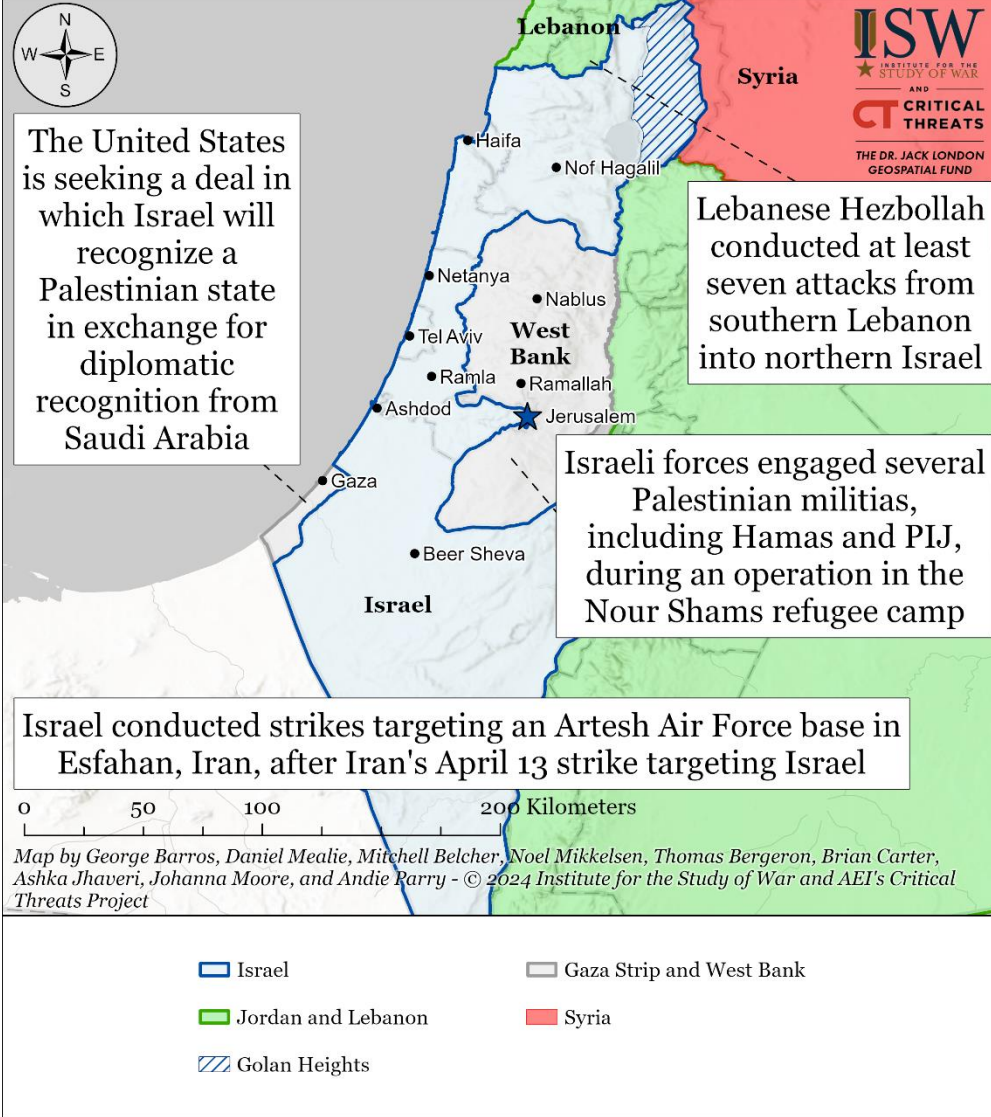 N
W
E
S
Lebanon
Syria
ISW
INSTITUTE FOR THE
STUDY OF WAR
AND
CT CRITICAL
THREATS
THE DR. JACK LONDON
GEOSPATIAL FUND
The United States
is seeking a deal in
which Israel will
recognize a
Palestinian state
in exchange for
diplomatic
recognition from
Saudi Arabia
Haifa
Nof Hagalil
Lebanese Hezbollah
conducted at least
seven attacks from
southern Lebanon
into northern Israel
Netanya
Nablus
West
Bank
Tel Aviv
Ramla
Ramallah
Ashdod
Jerusalem
Israeli forces engaged several
Palestinian militias,
including Hamas and PIJ,
during an operation in the
Nour Shams refugee camp
Gaza
Beer Sheva
Israel
Israel conducted strikes targeting an Artesh Air Force base in
Esfahan, Iran, after Iran's April 13 strike targeting Israel
0 50 100 200 Kilometers
Map by George Barros, Daniel Mealie, Mitchell Belcher, Noel Mikkelsen, Thomas Bergeron, Brian Carter,
Ashka Jhaveri, Johanna Moore, and Andie Parry - © 2024 Institute for the Study of War and AEI's Critical
Threats Project
Israel
Gaza Strip and West Bank
Jordan and Lebanon
Syria
Golan Heights